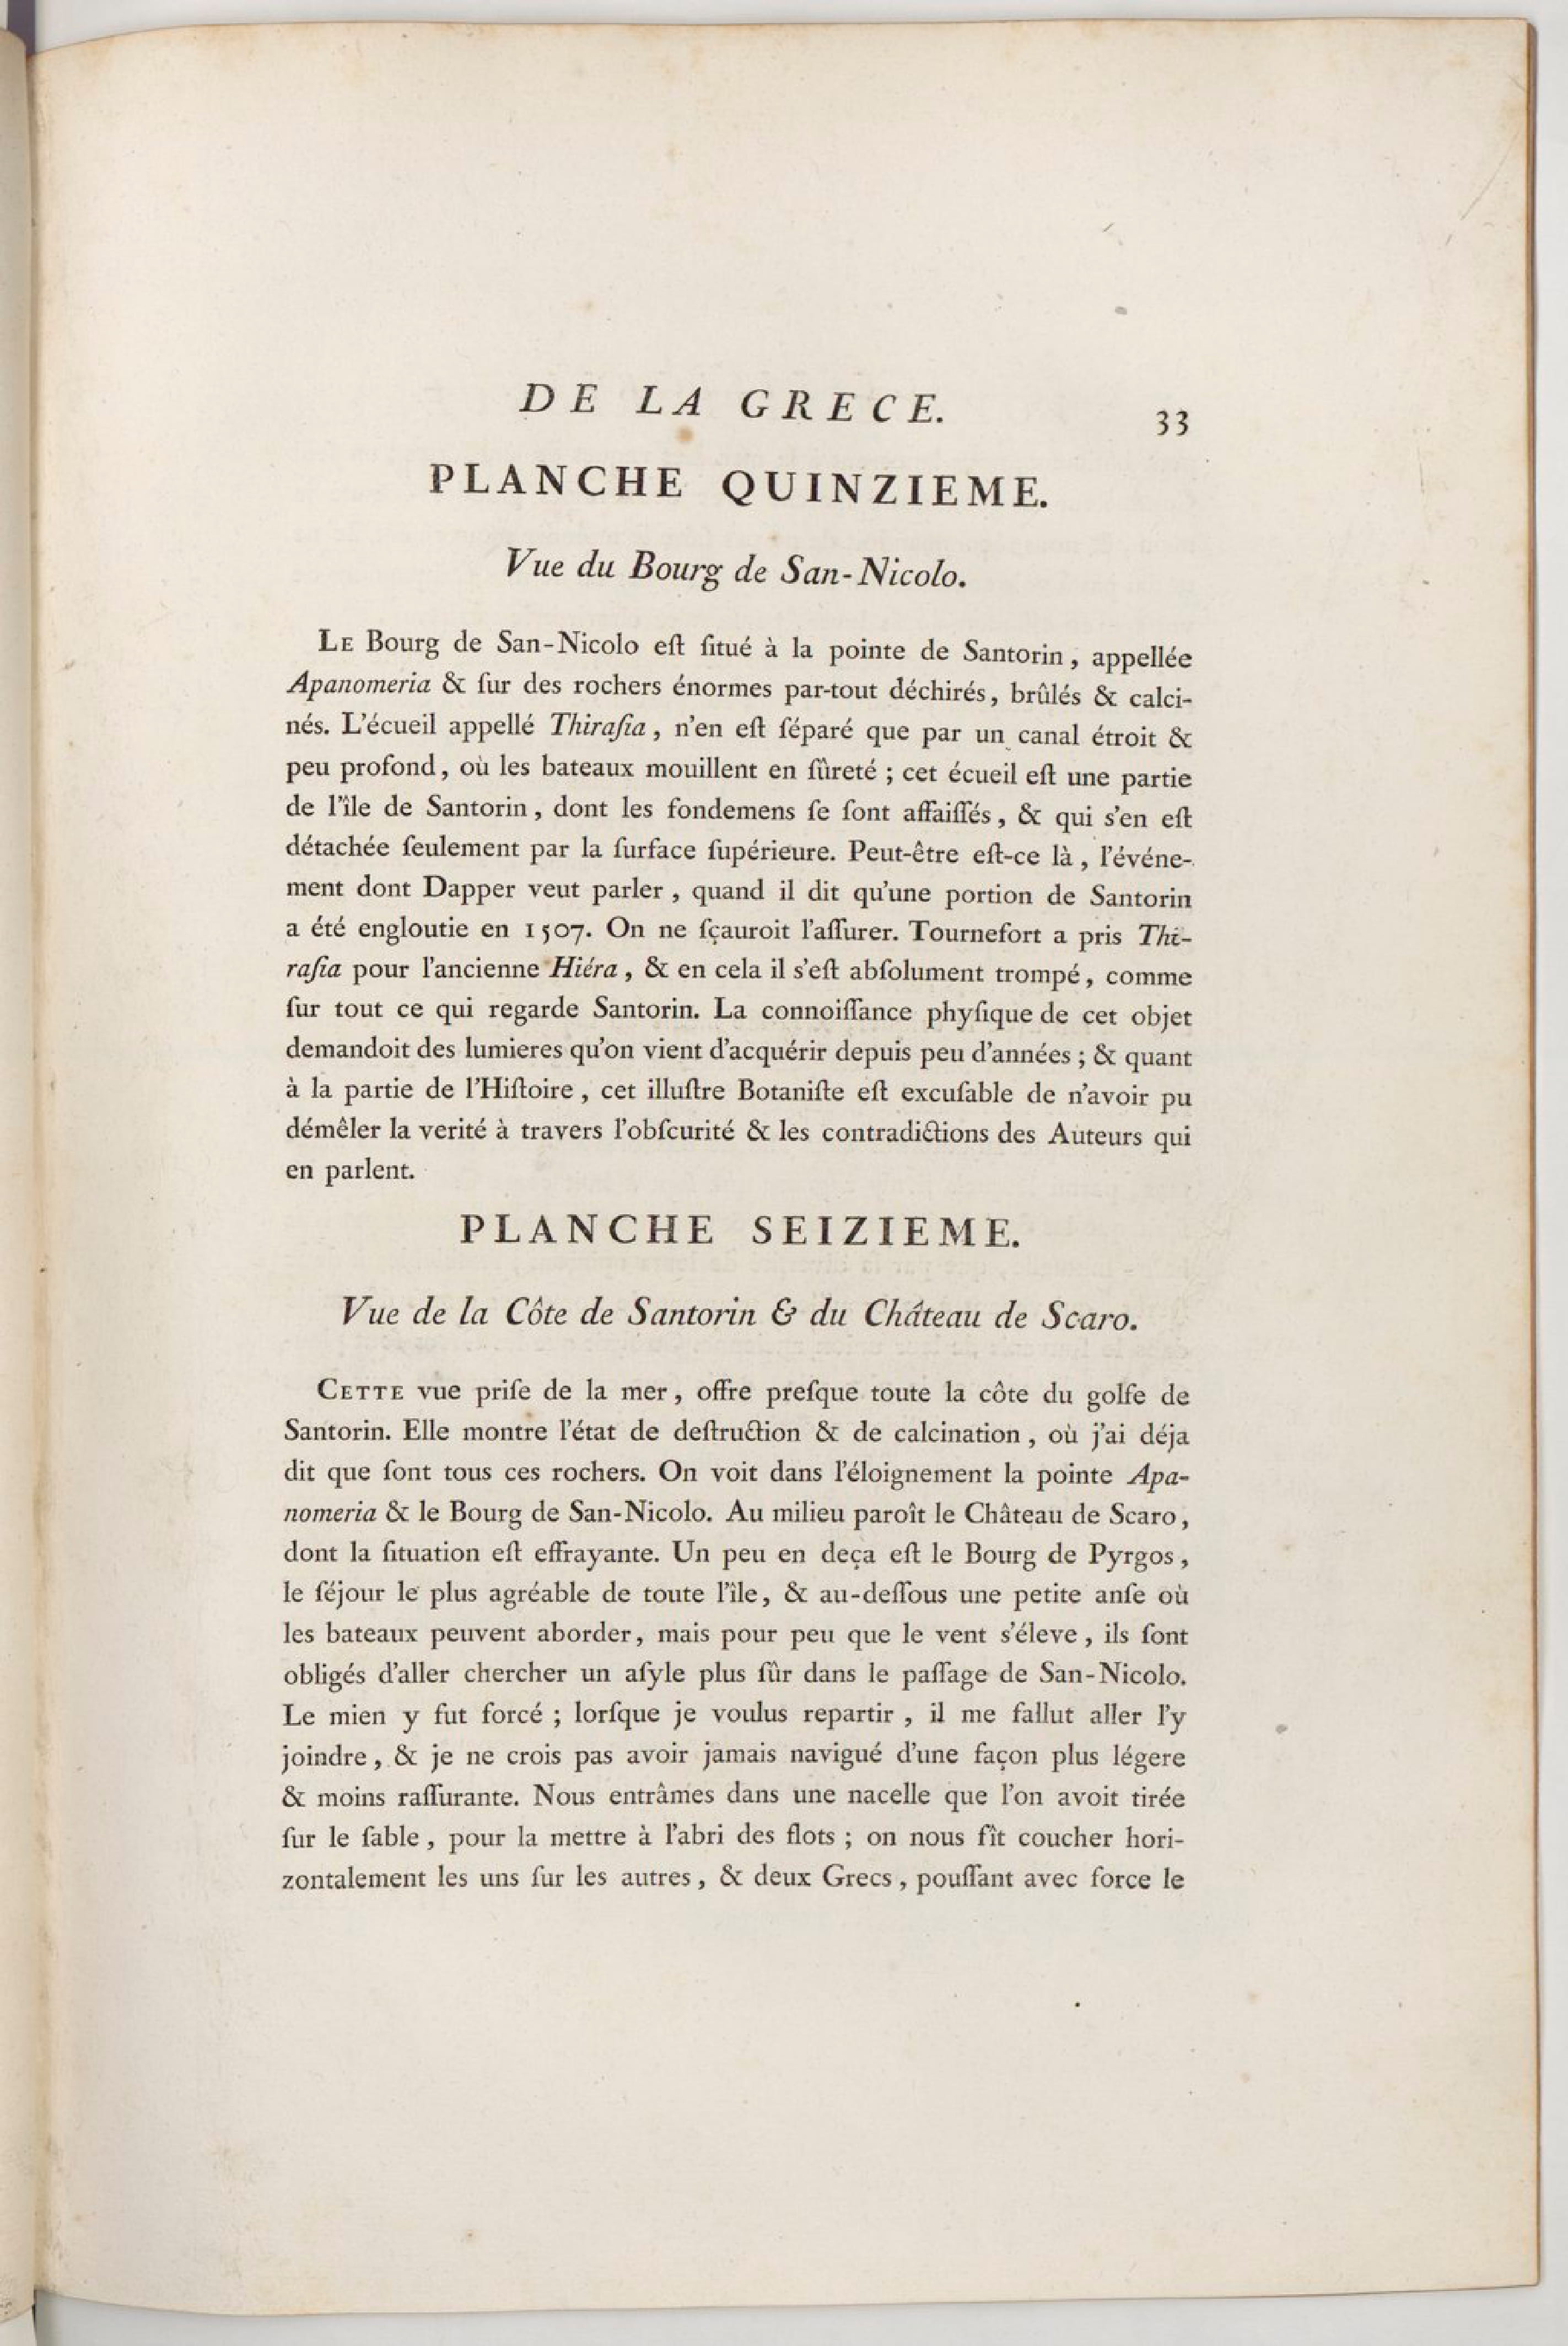 DE LA GRECE.
33
PLANCHE QUINZIEME.
Vue du Bourg de San-Nicolo.
LE Bourg de San-Nicolo eſt ſitué à la pointe de Santorin, appellée
Apanomeria & ſur des rochers énormes par-tout déchirés, brûlés & calci-
nés. L'écueil appellé Thiraſia, n'en eſt ſéparé que par un canal étroit &
peu profond, où les bateaux mouillent en ſûreté ; cet écueil eſt une partie
de l'île de Santorin, dont les fondemens ſe ſont affaiſſés, & qui s'en eſt
détachée ſeulement par la ſurface ſupérieure. Peut-être eſt-ce là, l'événe-
ment dont Dapper veut parler, quand il dit qu'une portion de Santorin
a été engloutie en 1507. On ne ſçauroit l'aſſurer. Tournefort a pris Thi-
raſia pour l'ancienne Hiéra, & en cela il s'eſt abſolument trompé, comme
ſur tout ce qui regarde Santorin. La connoiſſance phyſique de cet objet
demandoit des lumieres qu'on vient d'acquérir depuis peu d'années ; & quant
à la partie de l'Hiſtoire, cet illuſtre Botaniſte eſt excuſable de n'avoir pu
démêler la verité à travers l'obſcurité & les contradictions des Auteurs qui
en parlent.
PLANCHE SEIZIEME.
Vue de la Côte de Santorin & du Château de Scaro.
CETTE vue priſe de la mer, offre preſque toute la côte du golfe de
Santorin. Elle montre l'état de deſtruction & de calcination, où j'ai déja
dit que ſont tous ces rochers. On voit dans l'éloignement la pointe Apa-
nomeria & le Bourg de San-Nicolo. Au milieu paroît le Château de Scaro,
dont la ſituation eſt effrayante. Un peu en deça eſt le Bourg de Pyrgos,
le ſéjour le plus agréable de toute l'île, & au-deſſous une petite anſe où
les bateaux peuvent aborder, mais pour peu que le vent s'éleve, ils ſont
obligés d'aller chercher un aſyle plus ſûr dans le paſſage de San-Nicolo.
Le mien y fut forcé ; lorſque je voulus repartir, il me fallut aller l'y
joindre, & je ne crois pas avoir jamais navigué d'une façon plus légere
& moins raſſurante. Nous entrâmes dans une nacelle que l'on avoit tirée
ſur le ſable, pour la mettre à l'abri des flots ; on nous fît coucher hori-
zontalement les uns ſur les autres, & deux Grecs, pouſſant avec force le